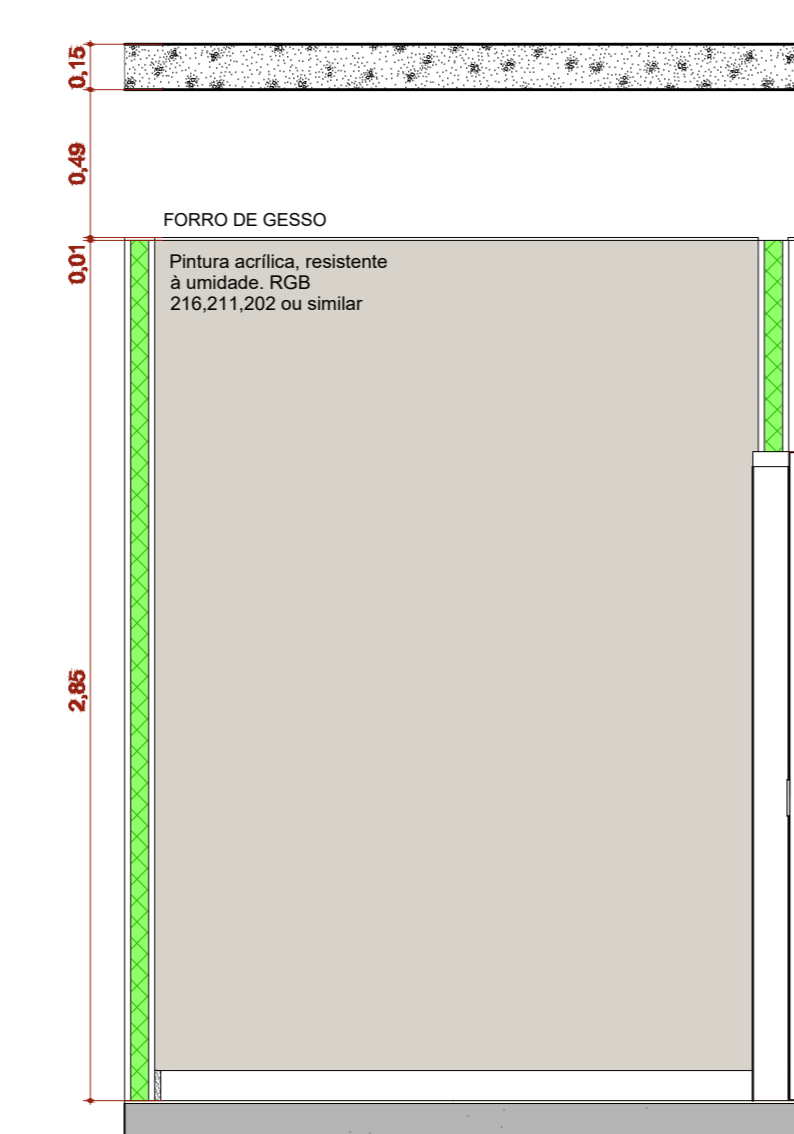 0,15
0,49
FORRO DE GESSO
0,01
Pintura acrílica, resistente
à umidade. RGB
216,211,202 ou similar
2,85